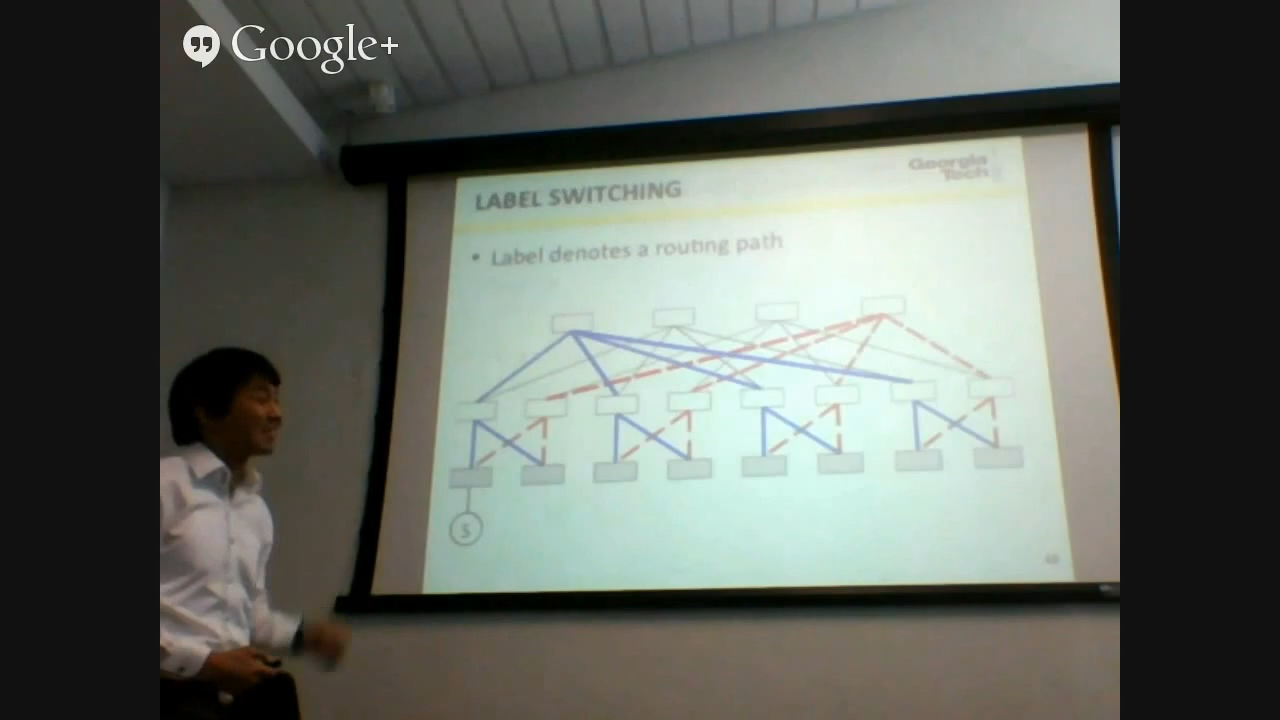 Google+
Georgia
Tech
LABEL SWITCHING
• Label denotes a routing path
S